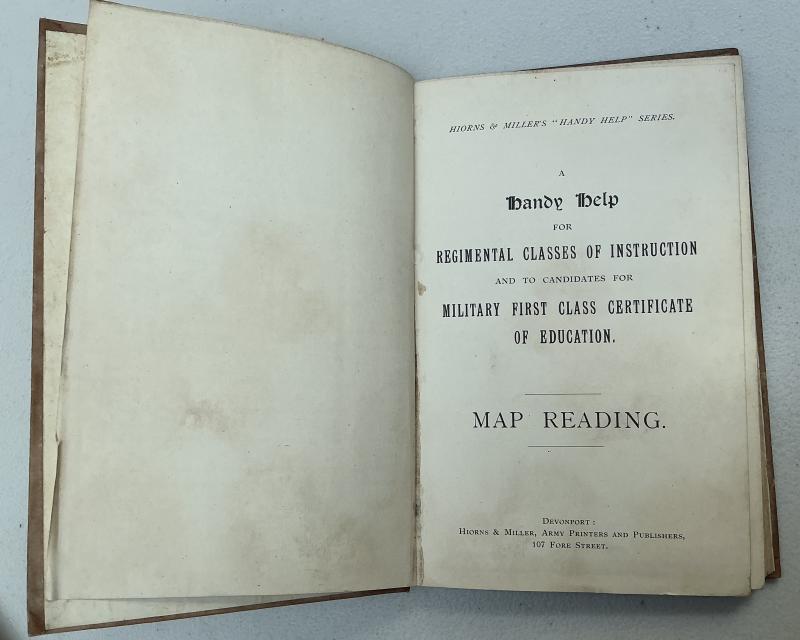 HIORNS & MILLER'S "HANDY HELP" SERIES.
A
Handy Help
FOR
REGIMENTAL CLASSES OF INSTRUCTION
AND TO CANDIDATES FOR
MILITARY FIRST CLASS CERTIFICATE
OF EDUCATION.
MAP READING.
DEVONPORT:
HIORNS & MILLER, ARMY PRINTERS AND PUBLISHERS,
107 FORE STREET.